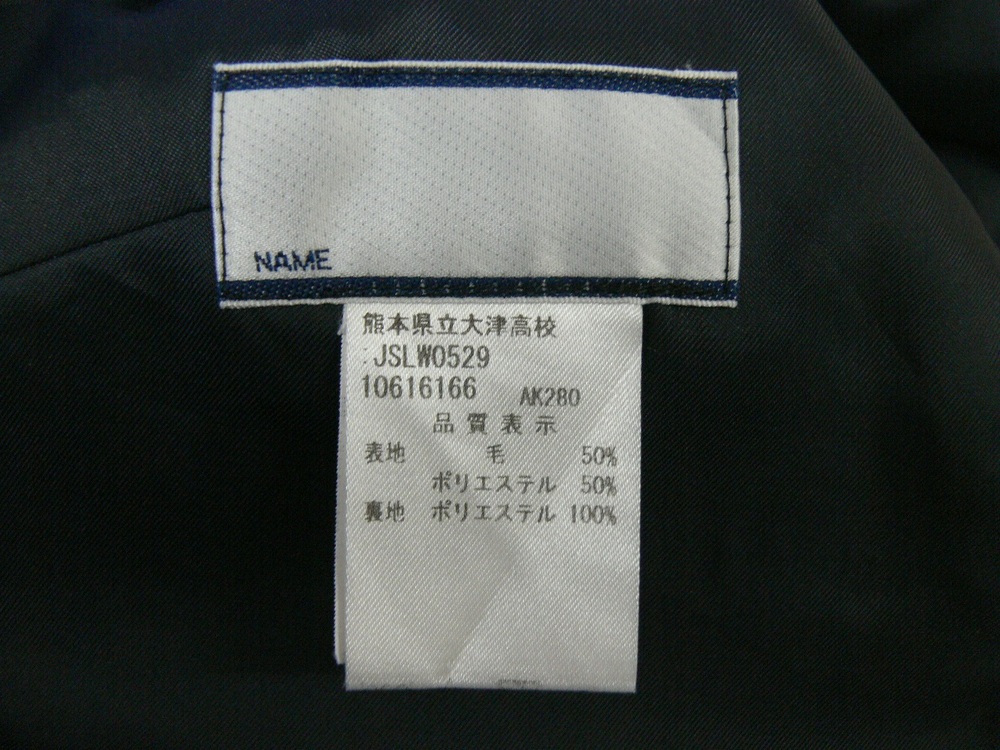 NAME
熊本県立大津高校
:JSLW0529
10616166 AK280
品質表示
表地 毛 50%
ポリエステル 50%
裏地 ポリエステル 100%